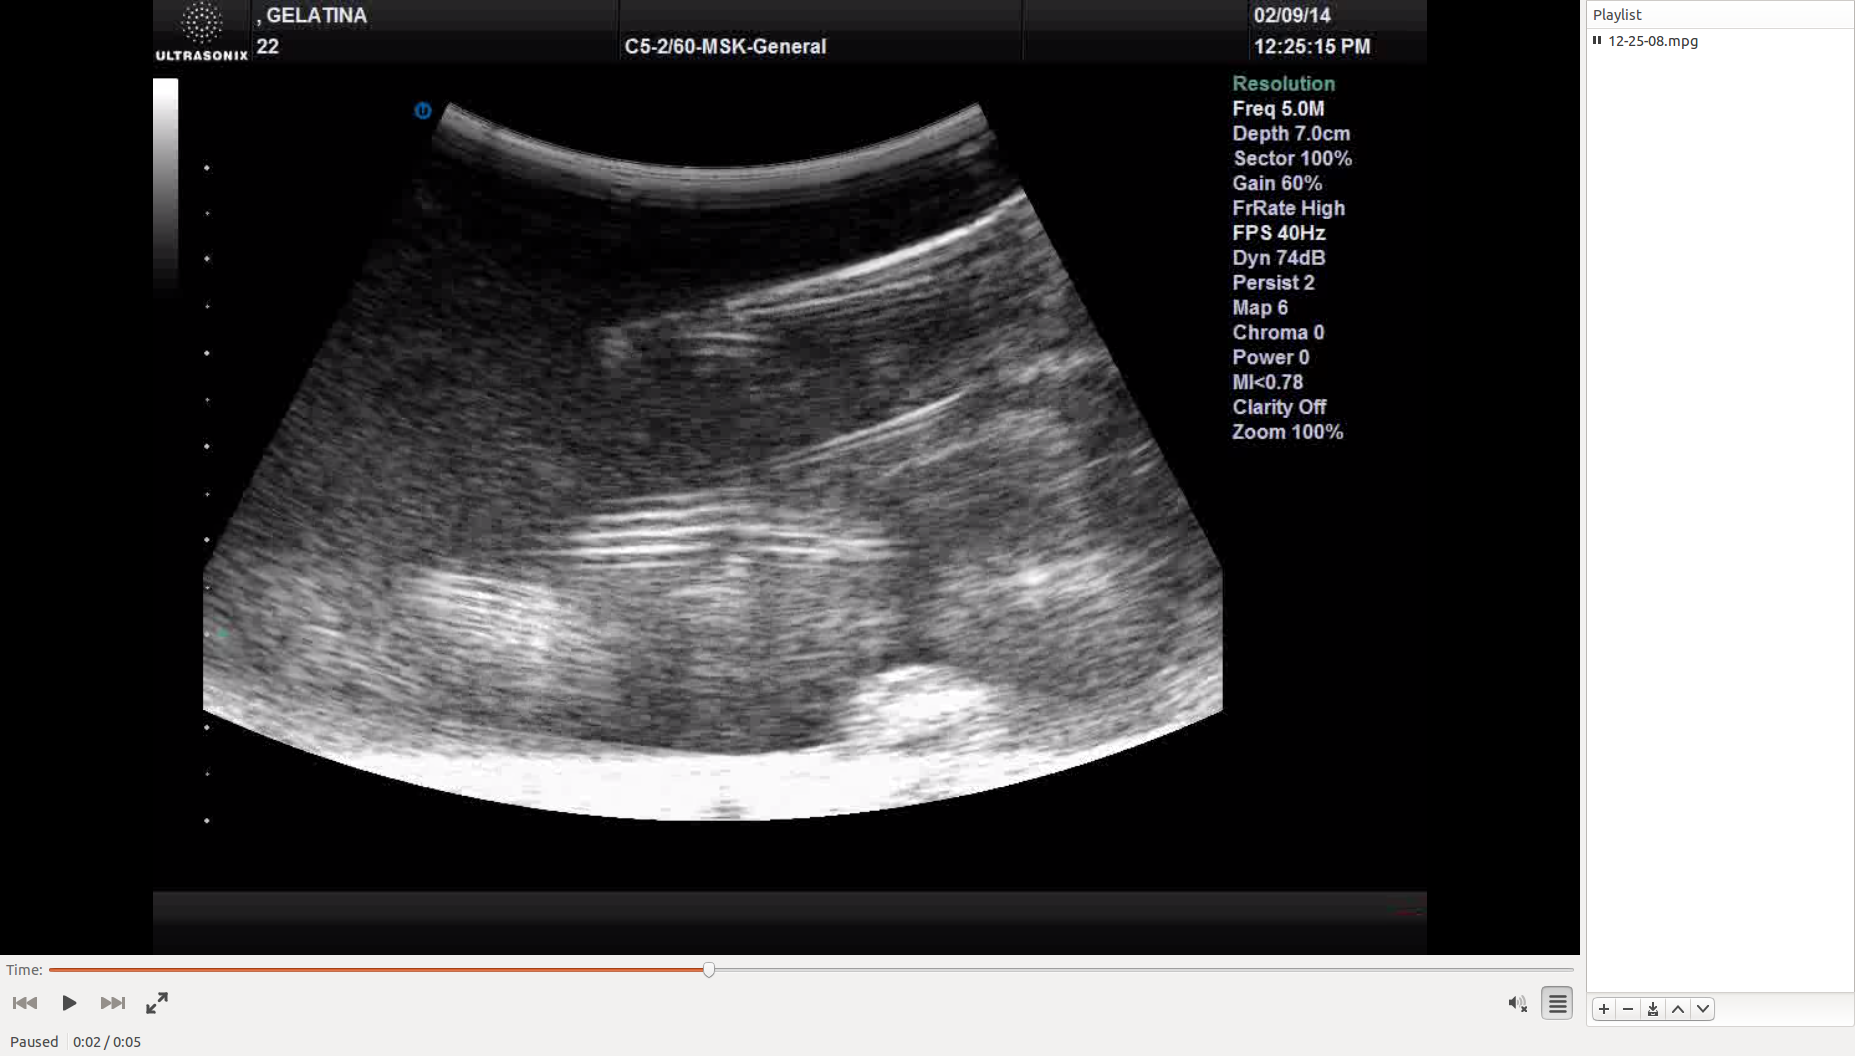 , GELATINA
22
ULTRASONIX
C5-2/60-MSK-General
02/09/14
12:25:15 PM
Resolution
Freq 5.0M
Depth 7.0cm
Sector 100%
Gain 60%
FrRate High
FPS 40Hz
Dyn 74dB
Persist 2
Map 6
Chroma 0
Power 0
MI<0.78
Clarity Off
Zoom 100%
Playlist
12-25-08.mpg
Time:
Paused 0:02 / 0:05